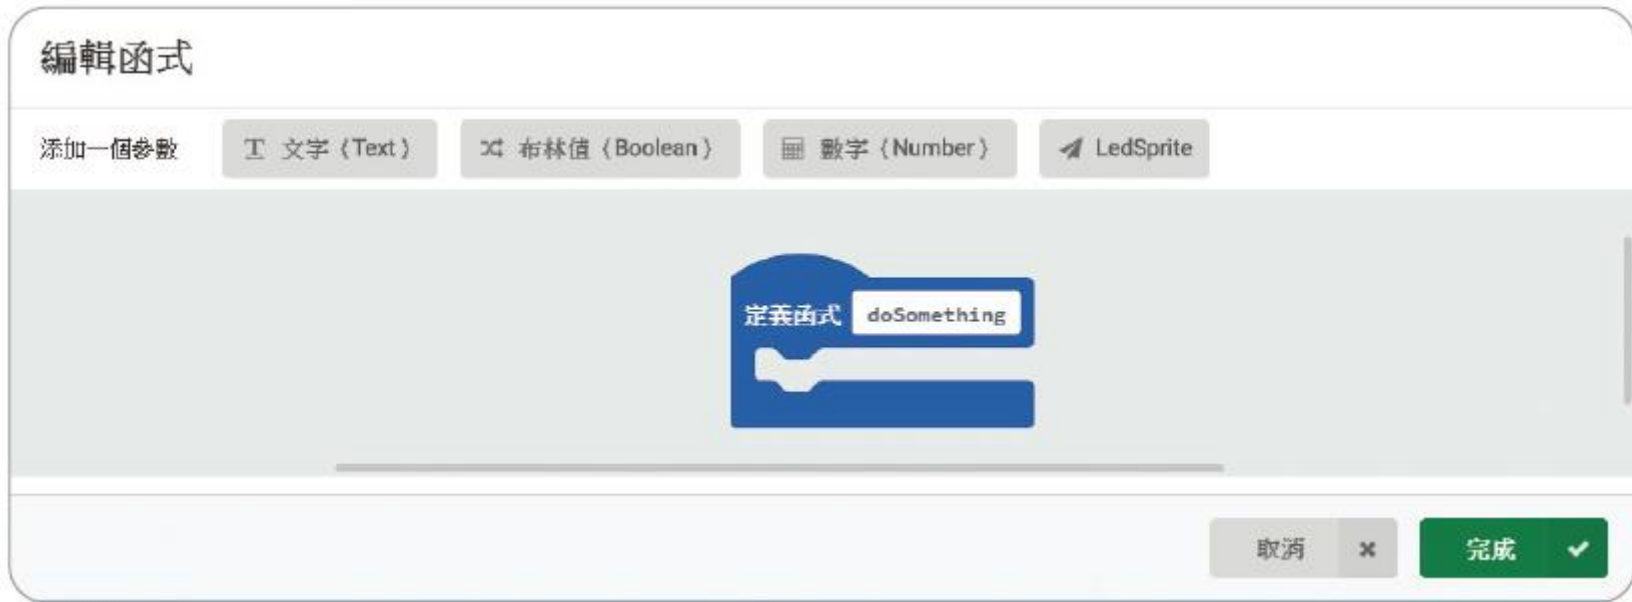 編輯函式
添加一個參數 文字 (Text) 布林值 (Boolean) 數字 (Number) LedSprite
定義函式 doSomething
取消 完成